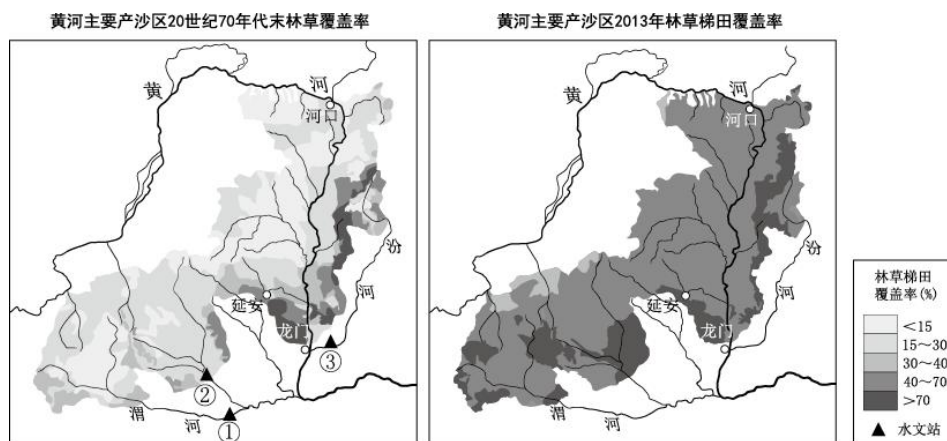 黄河主要产沙区20世纪70年代末林草覆盖率
黄
河
河口
汾
河
延安
龙门
③
②
渭
河
①
黄河主要产沙区2013年林草梯田覆盖率
黄
河
河口
汾
河
延安
龙门
渭
河
林草梯田
覆盖率(%)
<15
15~30
30~40
40~70
>70
▲ 水文站